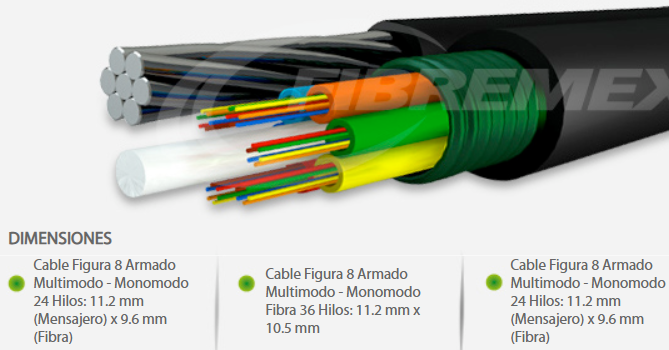 FIBREMEX
DIMENSIONES
Cable Figura 8 Armado
Multimodo - Monomodo
24 Hilos: 11.2 mm
(Mensajero) x 9.6 mm
(Fibra)
Cable Figura 8 Armado
Multimodo - Monomodo
Fibra 36 Hilos: 11.2 mm x
10.5 mm
Cable Figura 8 Armado
Multimodo - Monomodo
24 Hilos: 11.2 mm
(Mensajero) x 9.6 mm
(Fibra)